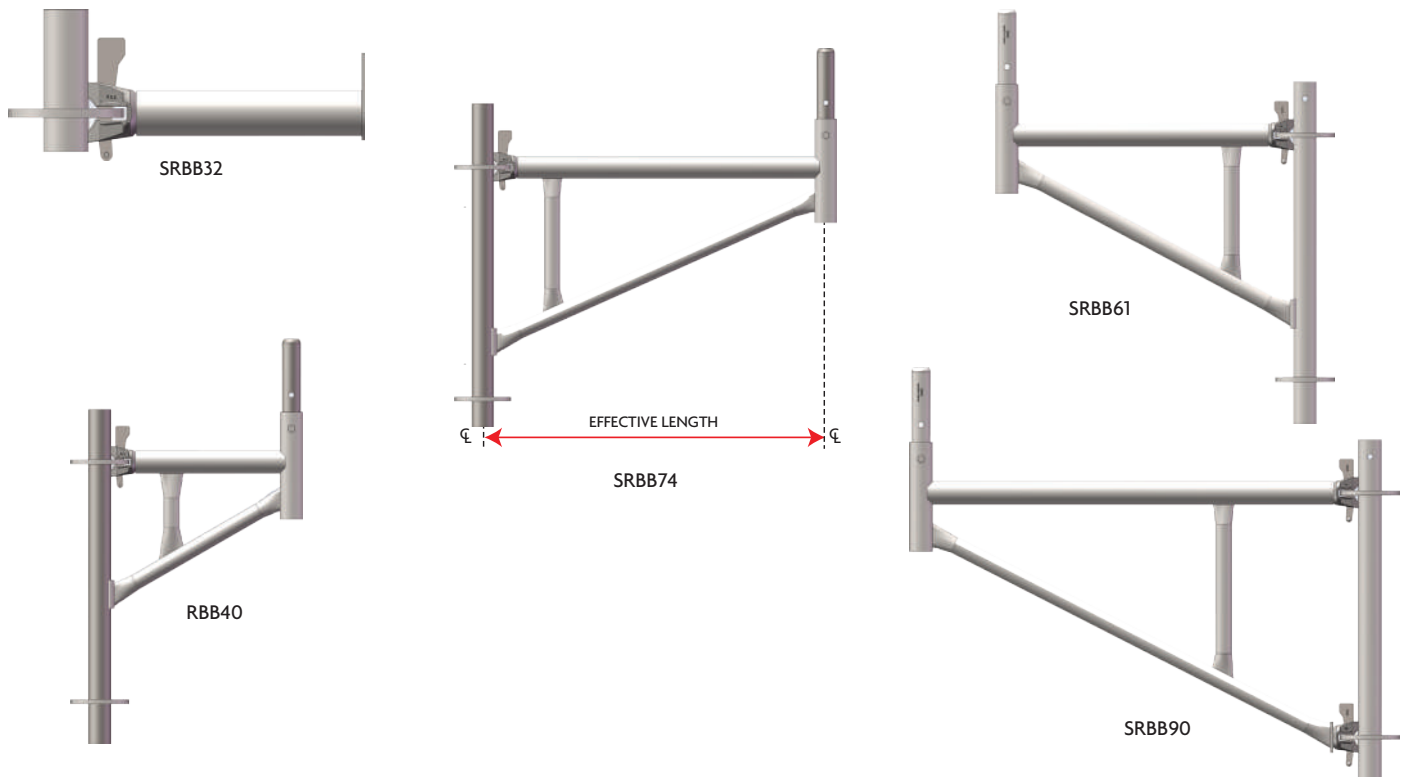 SRBB32
SRBB61
℄ EFFECTIVE LENGTH ℄
SRBB74
RBB40
SRBB90